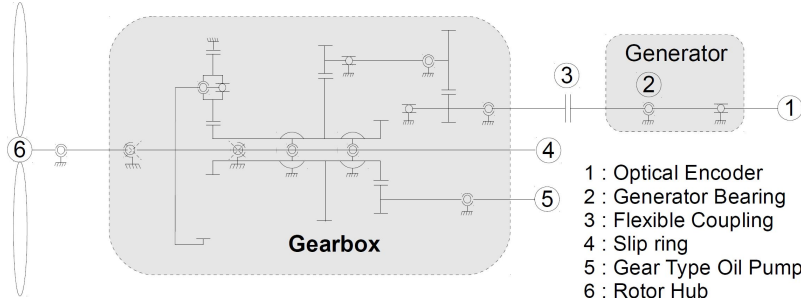 Generator
3
2
1
6
4
5
Gearbox
1 : Optical Encoder
2 : Generator Bearing
3 : Flexible Coupling
4 : Slip ring
5 : Gear Type Oil Pump
6 : Rotor Hub